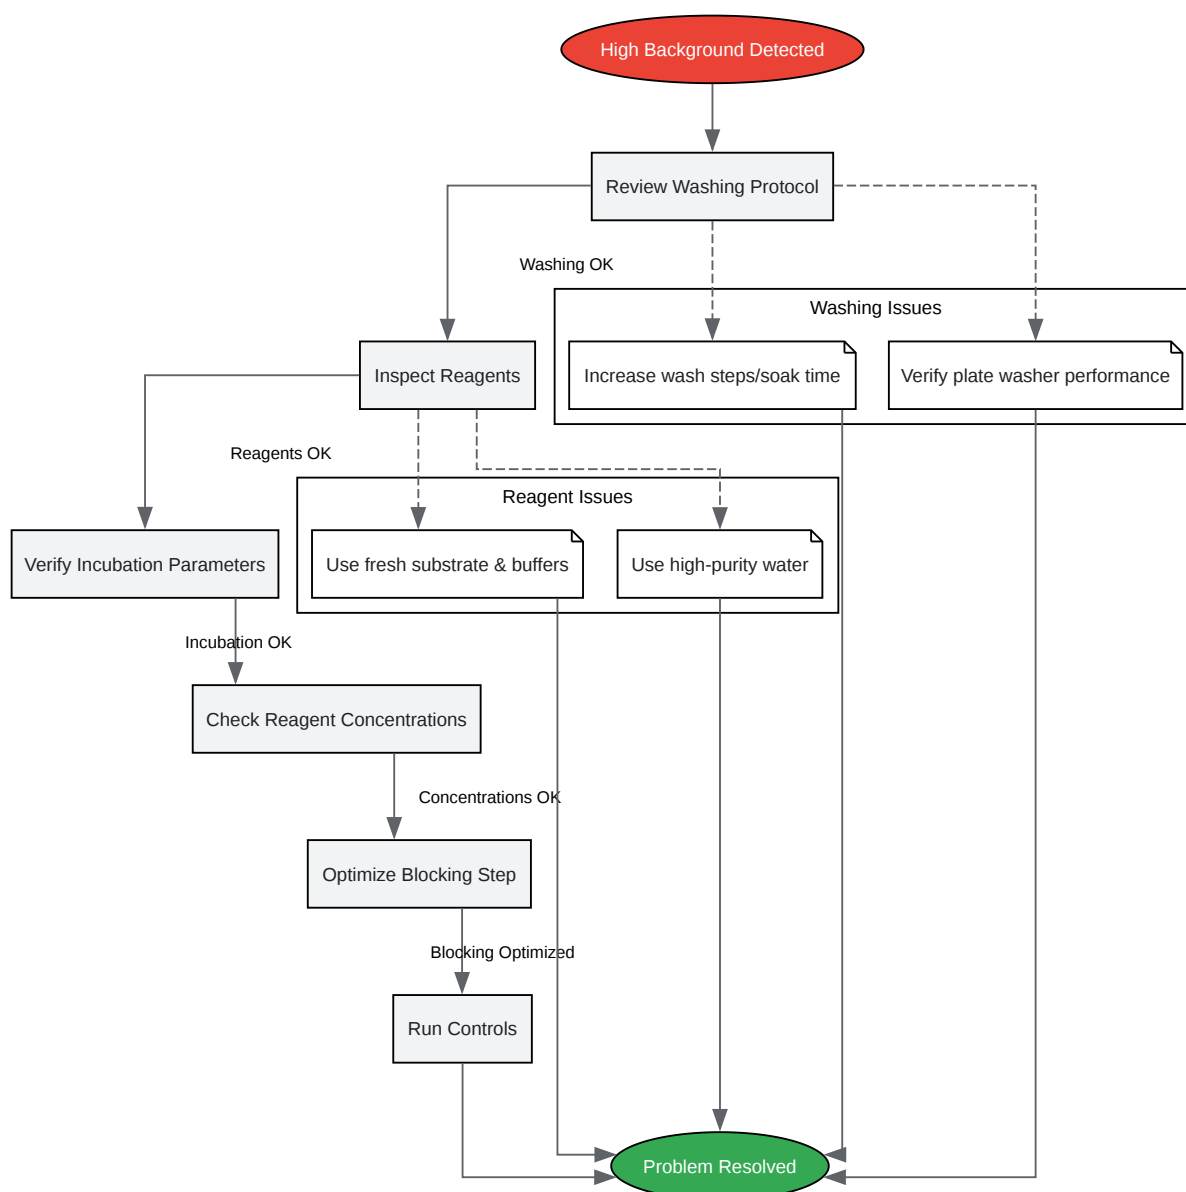 High Background Detected
Review Washing Protocol
Washing OK
Washing Issues
Inspect Reagents
Increase wash steps/soak time
Verify plate washer performance
Reagents OK
Reagent Issues
Verify Incubation Parameters
Use fresh substrate & buffers
Use high-purity water
Incubation OK
Check Reagent Concentrations
Concentrations OK
Optimize Blocking Step
Blocking Optimized
Run Controls
Problem Resolved